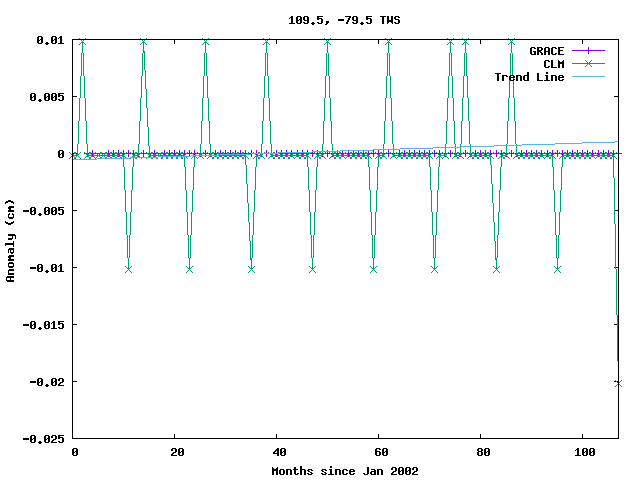 109.5, -79.5 TWS
GRACE
CLM
Trend Line
0.01
0.005
0
-0.005
-0.01
-0.015
-0.02
-0.025
Anomaly (cm)
0 20 40 60 80 100
Months since Jan 2002